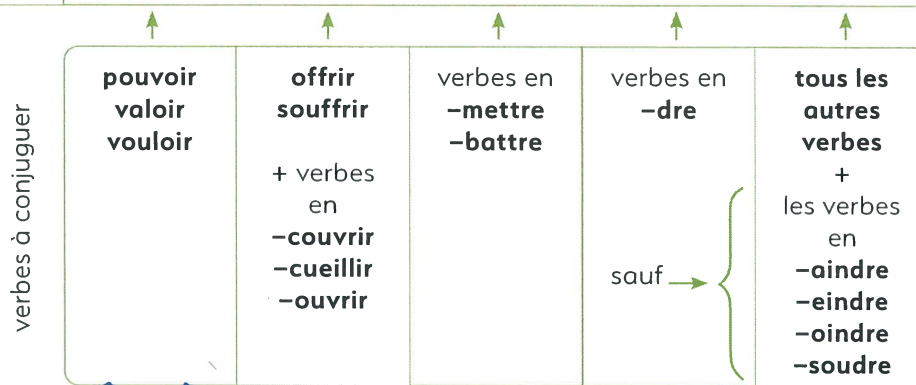 verbes à conjuguer
pouvoir
valoir
vouloir
offrir
souffrir
+ verbes
en
–couvrir
–cueillir
–ouvrir
verbes en
–mettre
–battre
verbes en
–dre
sauf
tous les
autres
verbes
+
les verbes
en
–aindre
–eindre
–oindre
–soudre